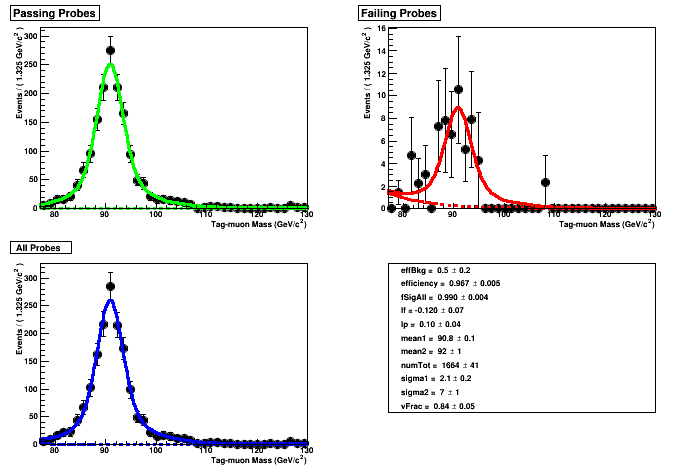 Passing Probes
Events / ( 1.325 GeV/c² )
300
250
200
150
100
50
0
80 90 100 110 120 130
Tag-muon Mass (GeV/c²)
Failing Probes
Events / ( 1.325 GeV/c² )
16
14
12
10
8
6
4
2
0
80 90 100 110 120 130
Tag-muon Mass (GeV/c²)
All Probes
Events / ( 1.325 GeV/c² )
300
250
200
150
100
50
0
80 90 100 110 120 130
Tag-muon Mass (GeV/c²)
effBkg = 0.5 ± 0.2
efficiency = 0.967 ± 0.005
fSigAll = 0.990 ± 0.004
lf = -0.120 ± 0.07
lp = 0.10 ± 0.04
mean1 = 90.8 ± 0.1
mean2 = 92 ± 1
numTot = 1664 ± 41
sigma1 = 2.1 ± 0.2
sigma2 = 7 ± 1
vFrac = 0.84 ± 0.05